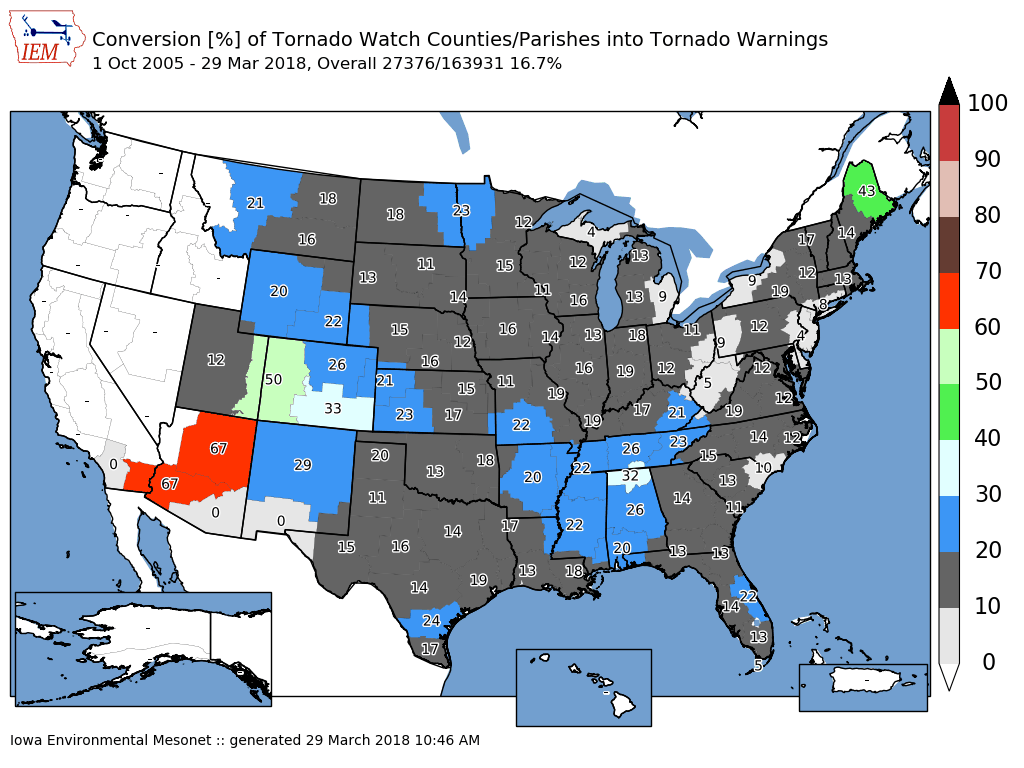 IEM
Conversion [%] of Tornado Watch Counties/Parishes into Tornado Warnings
1 Oct 2005 - 29 Mar 2018, Overall 27376/163931 16.7%
100
90
80
70
60
50
40
30
20
10
0
43
21 18 18 23 12 4 17 14
16 11 15 12 13 12 13
20 13 14 11 16 13 9 9 19 8
22 15 12 16 14 13 18 11 9 12 4
12 50 26 21 16 15 11 16 19 12 5 12
33 23 17 22 19 19 17 21 19 12
67 29 20 13 18 20 22 26 23 15 14 12
0 67 0 0 11 14 17 22 32 26 14 13 10 11
15 16 14 19 13 18 20 13 13
24 17 14 22 13 5
-
Iowa Environmental Mesonet :: generated 29 March 2018 10:46 AM